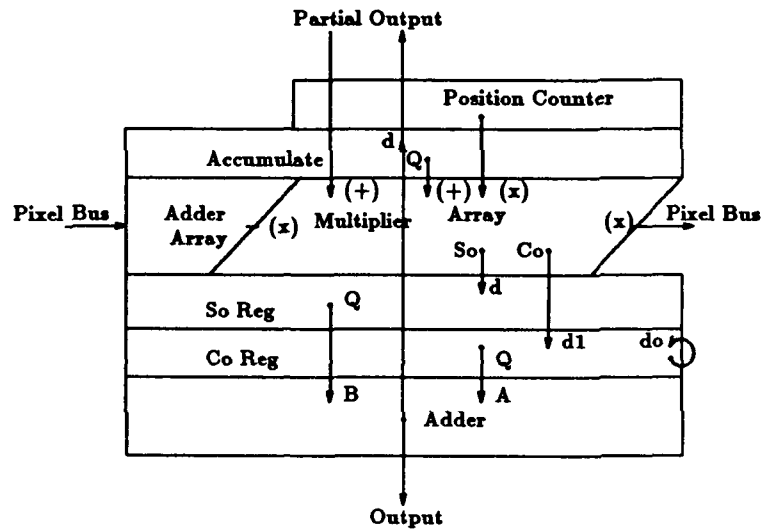 Partial Output
Position Counter
d
Accumulate Q
(+) (+) (x)
Pixel Bus Adder Array (x) Multiplier Array (x) Pixel Bus
So Co
d
So Reg Q
Co Reg Q d1 do
B A
Adder
Output